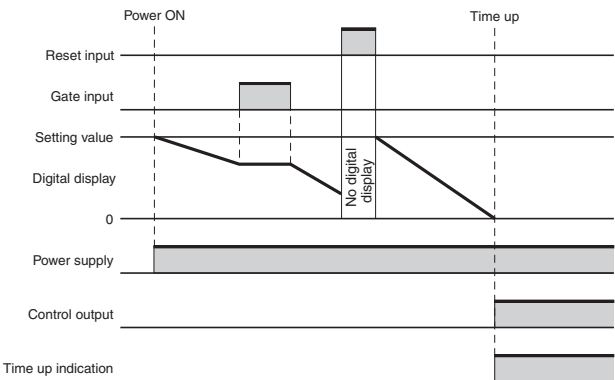 Power ON
Time up
Reset input
Gate input
Setting value
Digital display
No digital
display
0
Power supply
Control output
Time up indication